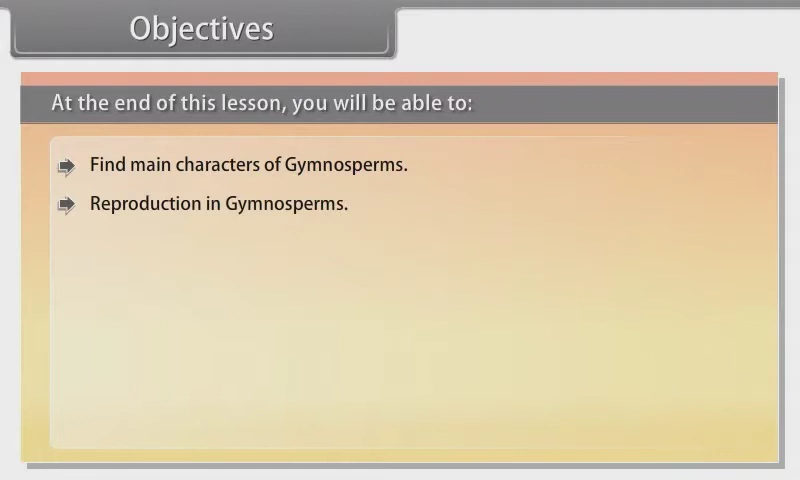 Objectives
At the end of this lesson, you will be able to:
Find main characters of Gymnosperms.
Reproduction in Gymnosperms.